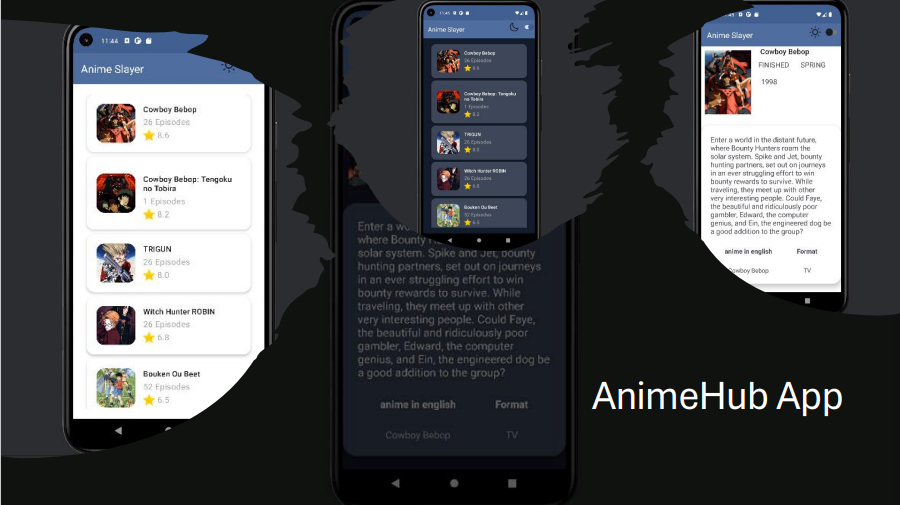 11:44
Anime Slayer
Cowboy Bebop
26 Episodes
8.6
Cowboy Bebop: Tengoku
no Tobira
1 Episodes
8.2
TRIGUN
26 Episodes
8.0
Witch Hunter ROBIN
26 Episodes
6.8
Bouken Ou Beet
52 Episodes
6.5
11:44
Anime Slayer
Cowboy Bebop
26 Episodes
8.6
Cowboy Bebop: Tengoku
no Tobira
1 Episodes
8.2
TRIGUN
26 Episodes
8.0
Witch Hunter ROBIN
26 Episodes
6.8
Bouken Ou Beet
52 Episodes
6.5
Enter a
where Bounty
solar system. Spike and Jet, bounty
hunting partners, set out on journeys
in an ever struggling effort to win
bounty rewards to survive. While
traveling, they meet up with other
very interesting people. Could Faye,
the beautiful and ridiculously poor
gambler, Edward, the computer
genius, and Ein, the engineered dog be
a good addition to the group?
anime in english Format
Cowboy Bebop TV
11:44
Anime Slayer
Cowboy Bebop
FINISHED SPRING
1998
Enter a world in the distant future,
where Bounty Hunters roam the
solar system. Spike and Jet, bounty
hunting partners, set out on journeys
in an ever struggling effort to win
bounty rewards to survive. While
traveling, they meet up with other
very interesting people. Could Faye,
the beautiful and ridiculously poor
gambler, Edward, the computer
genius, and Ein, the engineered dog be
a good addition to the group?
anime in english Format
Cowboy Bebop TV
AnimeHub App